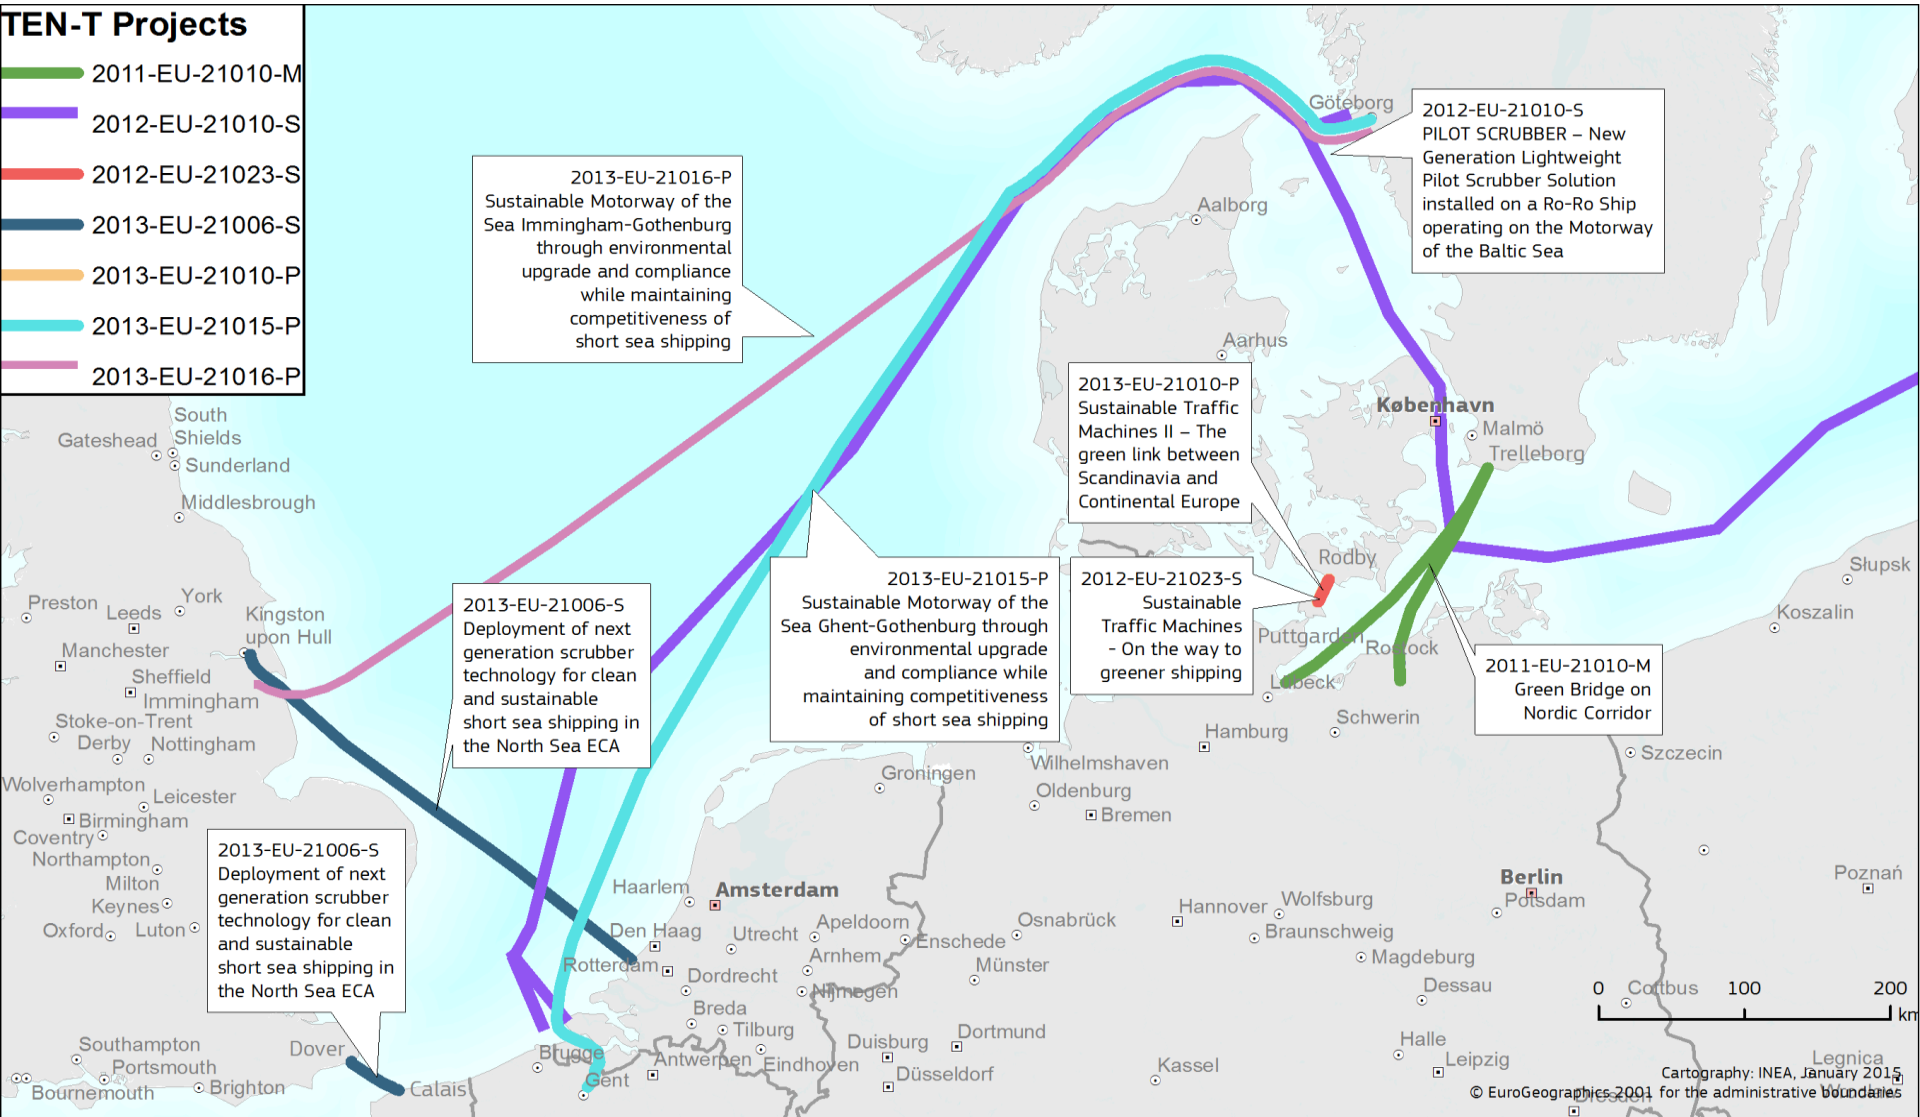 TEN-T Projects
2011-EU-21010-M
2012-EU-21010-S
2012-EU-21023-S
2013-EU-21006-S
2013-EU-21010-P
2013-EU-21015-P
2013-EU-21016-P
2013-EU-21016-P
Sustainable Motorway of the
Sea Immingham-Gothenburg
through environmental
upgrade and compliance
while maintaining
competitiveness of
short sea shipping
Göteborg
2012-EU-21010-S
PILOT SCRUBBER – New
Generation Lightweight
Pilot Scrubber Solution
installed on a Ro-Ro Ship
operating on the Motorway
of the Baltic Sea
Aalborg
Aarhus
2013-EU-21010-P
Sustainable Traffic
Machines II – The
green link between
Scandinavia and
Continental Europe
København
Malmö
Trelleborg
South
Shields
Gateshead
Sunderland
Middlesbrough
Preston
Leeds
York
Kingston
upon Hull
Manchester
Sheffield
Immingham
Stoke-on-Trent
Derby
Nottingham
Wolverhampton
Leicester
Birmingham
Coventry
Northampton
Milton
Keynes
Oxford
Luton
2013-EU-21006-S
Deployment of next
generation scrubber
technology for clean
and sustainable
short sea shipping in
the North Sea ECA
2013-EU-21015-P
Sustainable Motorway of the
Sea Ghent-Gothenburg through
environmental upgrade
and compliance while
maintaining competitiveness
of short sea shipping
2012-EU-21023-S
Sustainable
Traffic Machines
- On the way to
greener shipping
Rodby
Puttgarden
Rostock
Lübeck
2011-EU-21010-M
Green Bridge on
Nordic Corridor
Słupsk
Koszalin
Schwerin
Hamburg
Szczecin
Wilhelmshaven
Groningen
Oldenburg
Bremen
2013-EU-21006-S
Deployment of next
generation scrubber
technology for clean
and sustainable
short sea shipping in
the North Sea ECA
Haarlem
Amsterdam
Den Haag
Utrecht
Apeldoorn
Enschede
Osnabrück
Rotterdam
Dordrecht
Arnhem
Nijmegen
Münster
Breda
Tilburg
Hannover
Wolfsburg
Braunschweig
Berlin
Potsdam
Poznań
Magdeburg
Dessau
Cottbus
0 100 200
km
Southampton
Portsmouth
Bournemouth
Brighton
Dover
Calais
Brugge
Gent
Antwerpen
Eindhoven
Duisburg
Dortmund
Düsseldorf
Kassel
Halle
Leipzig
Legnica
Wrocław
Dresden
Cartography: INEA, January 2015
© EuroGeographics 2001 for the administrative boundaries